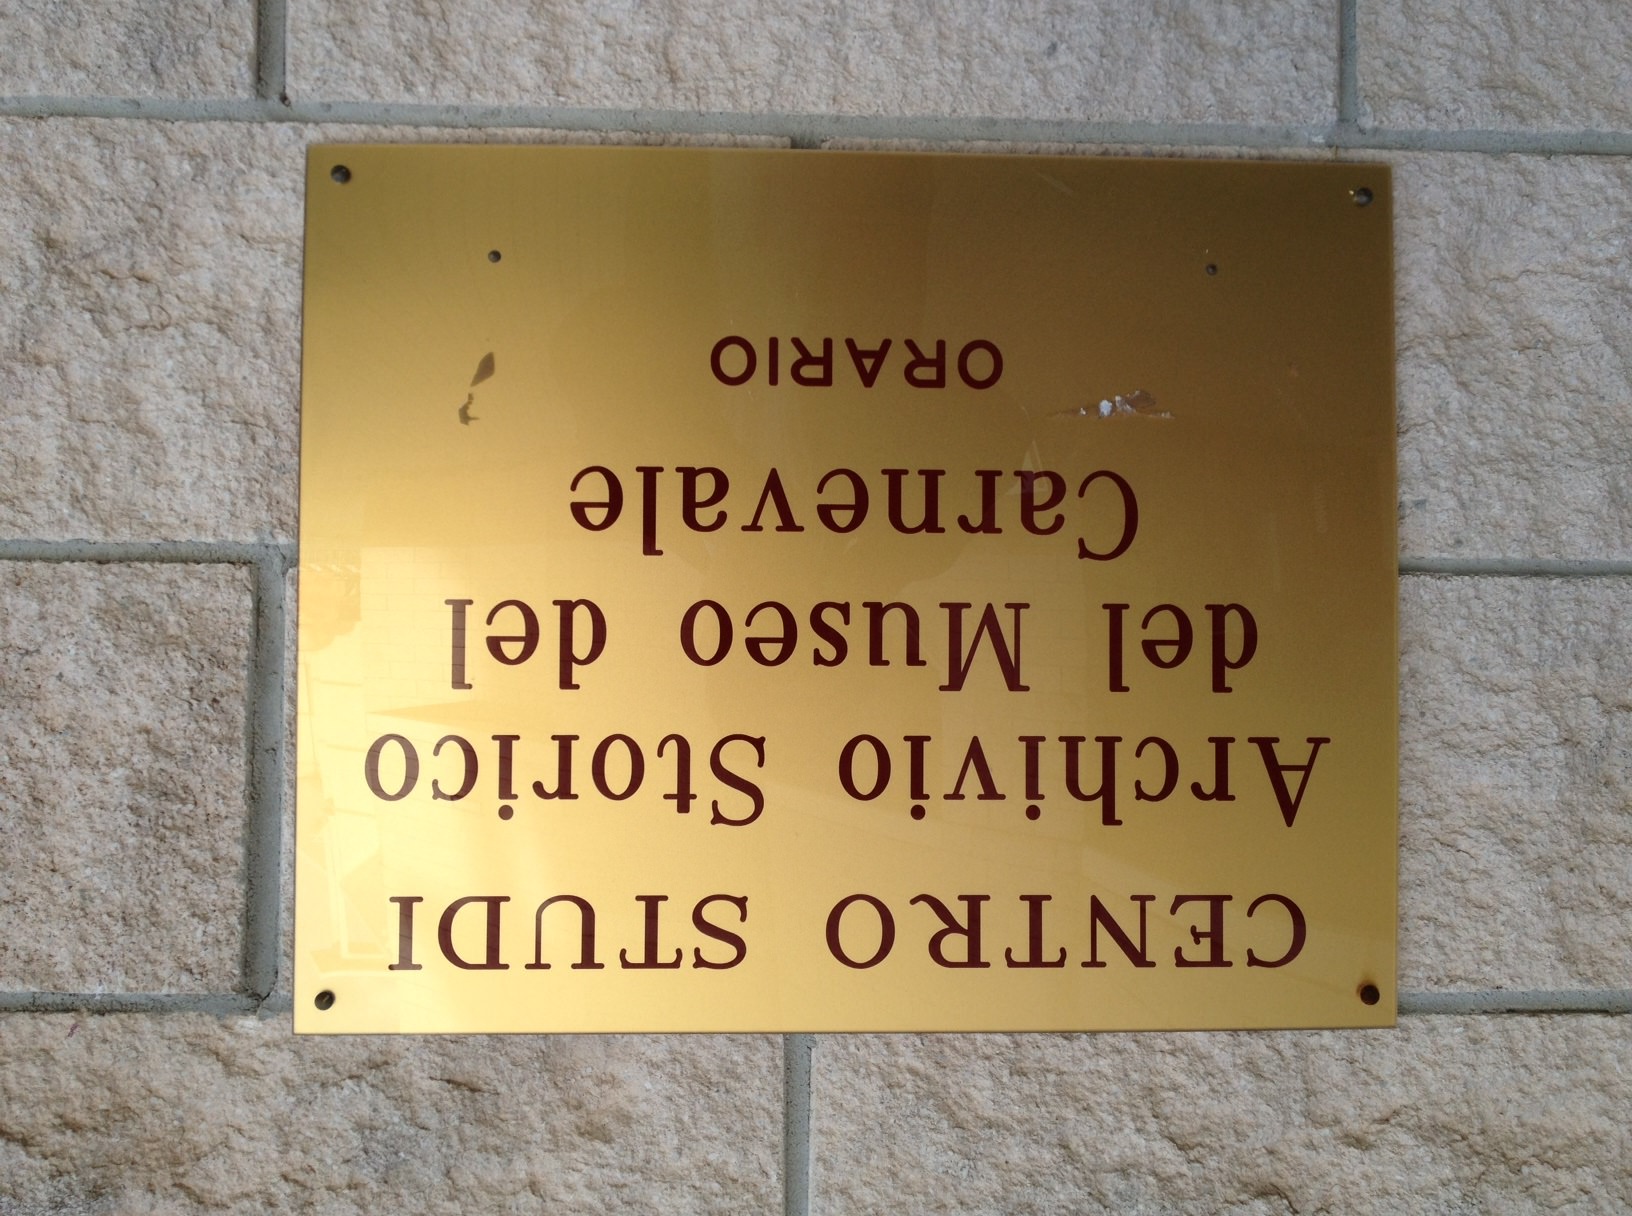 CENTRO STUDI
Archivio Storico
del Museo del
Carnevale
ORARIO